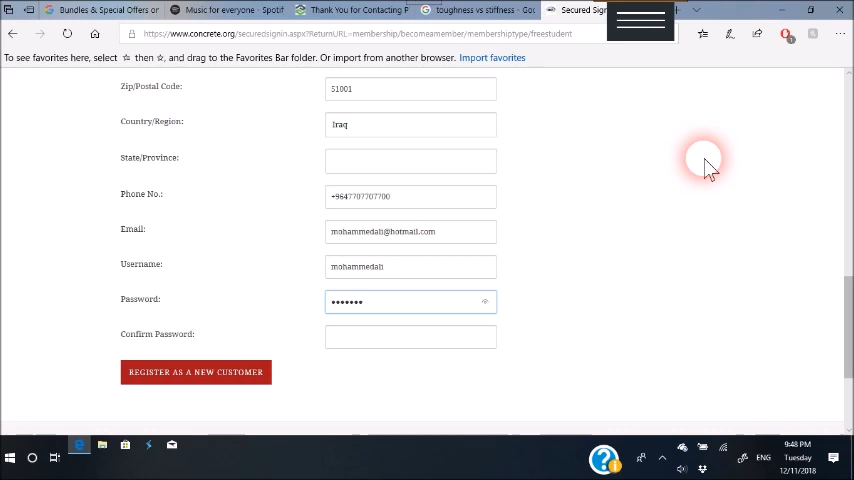 Bundles & Special Offers or
Music for everyone - Spotif
Thank You for Contacting P
toughness vs stiffness - Goo
Secured Sign
https://www.concrete.org/securedsignin.aspx?ReturnURL=membership/becomeamember/membershiptype/freestudent
1
To see favorites here, select ☆ then ☆, and drag to the Favorites Bar folder. Or import from another browser. Import favorites
Zip/Postal Code: 51001
Country/Region: Iraq
State/Province:
Phone No.: +9647707707700
Email: mohammedali@hotmail.com
Username: mohammedali
Password: •••••••
Confirm Password:
REGISTER AS A NEW CUSTOMER
ENG
9:48 PM
Tuesday
12/11/2018